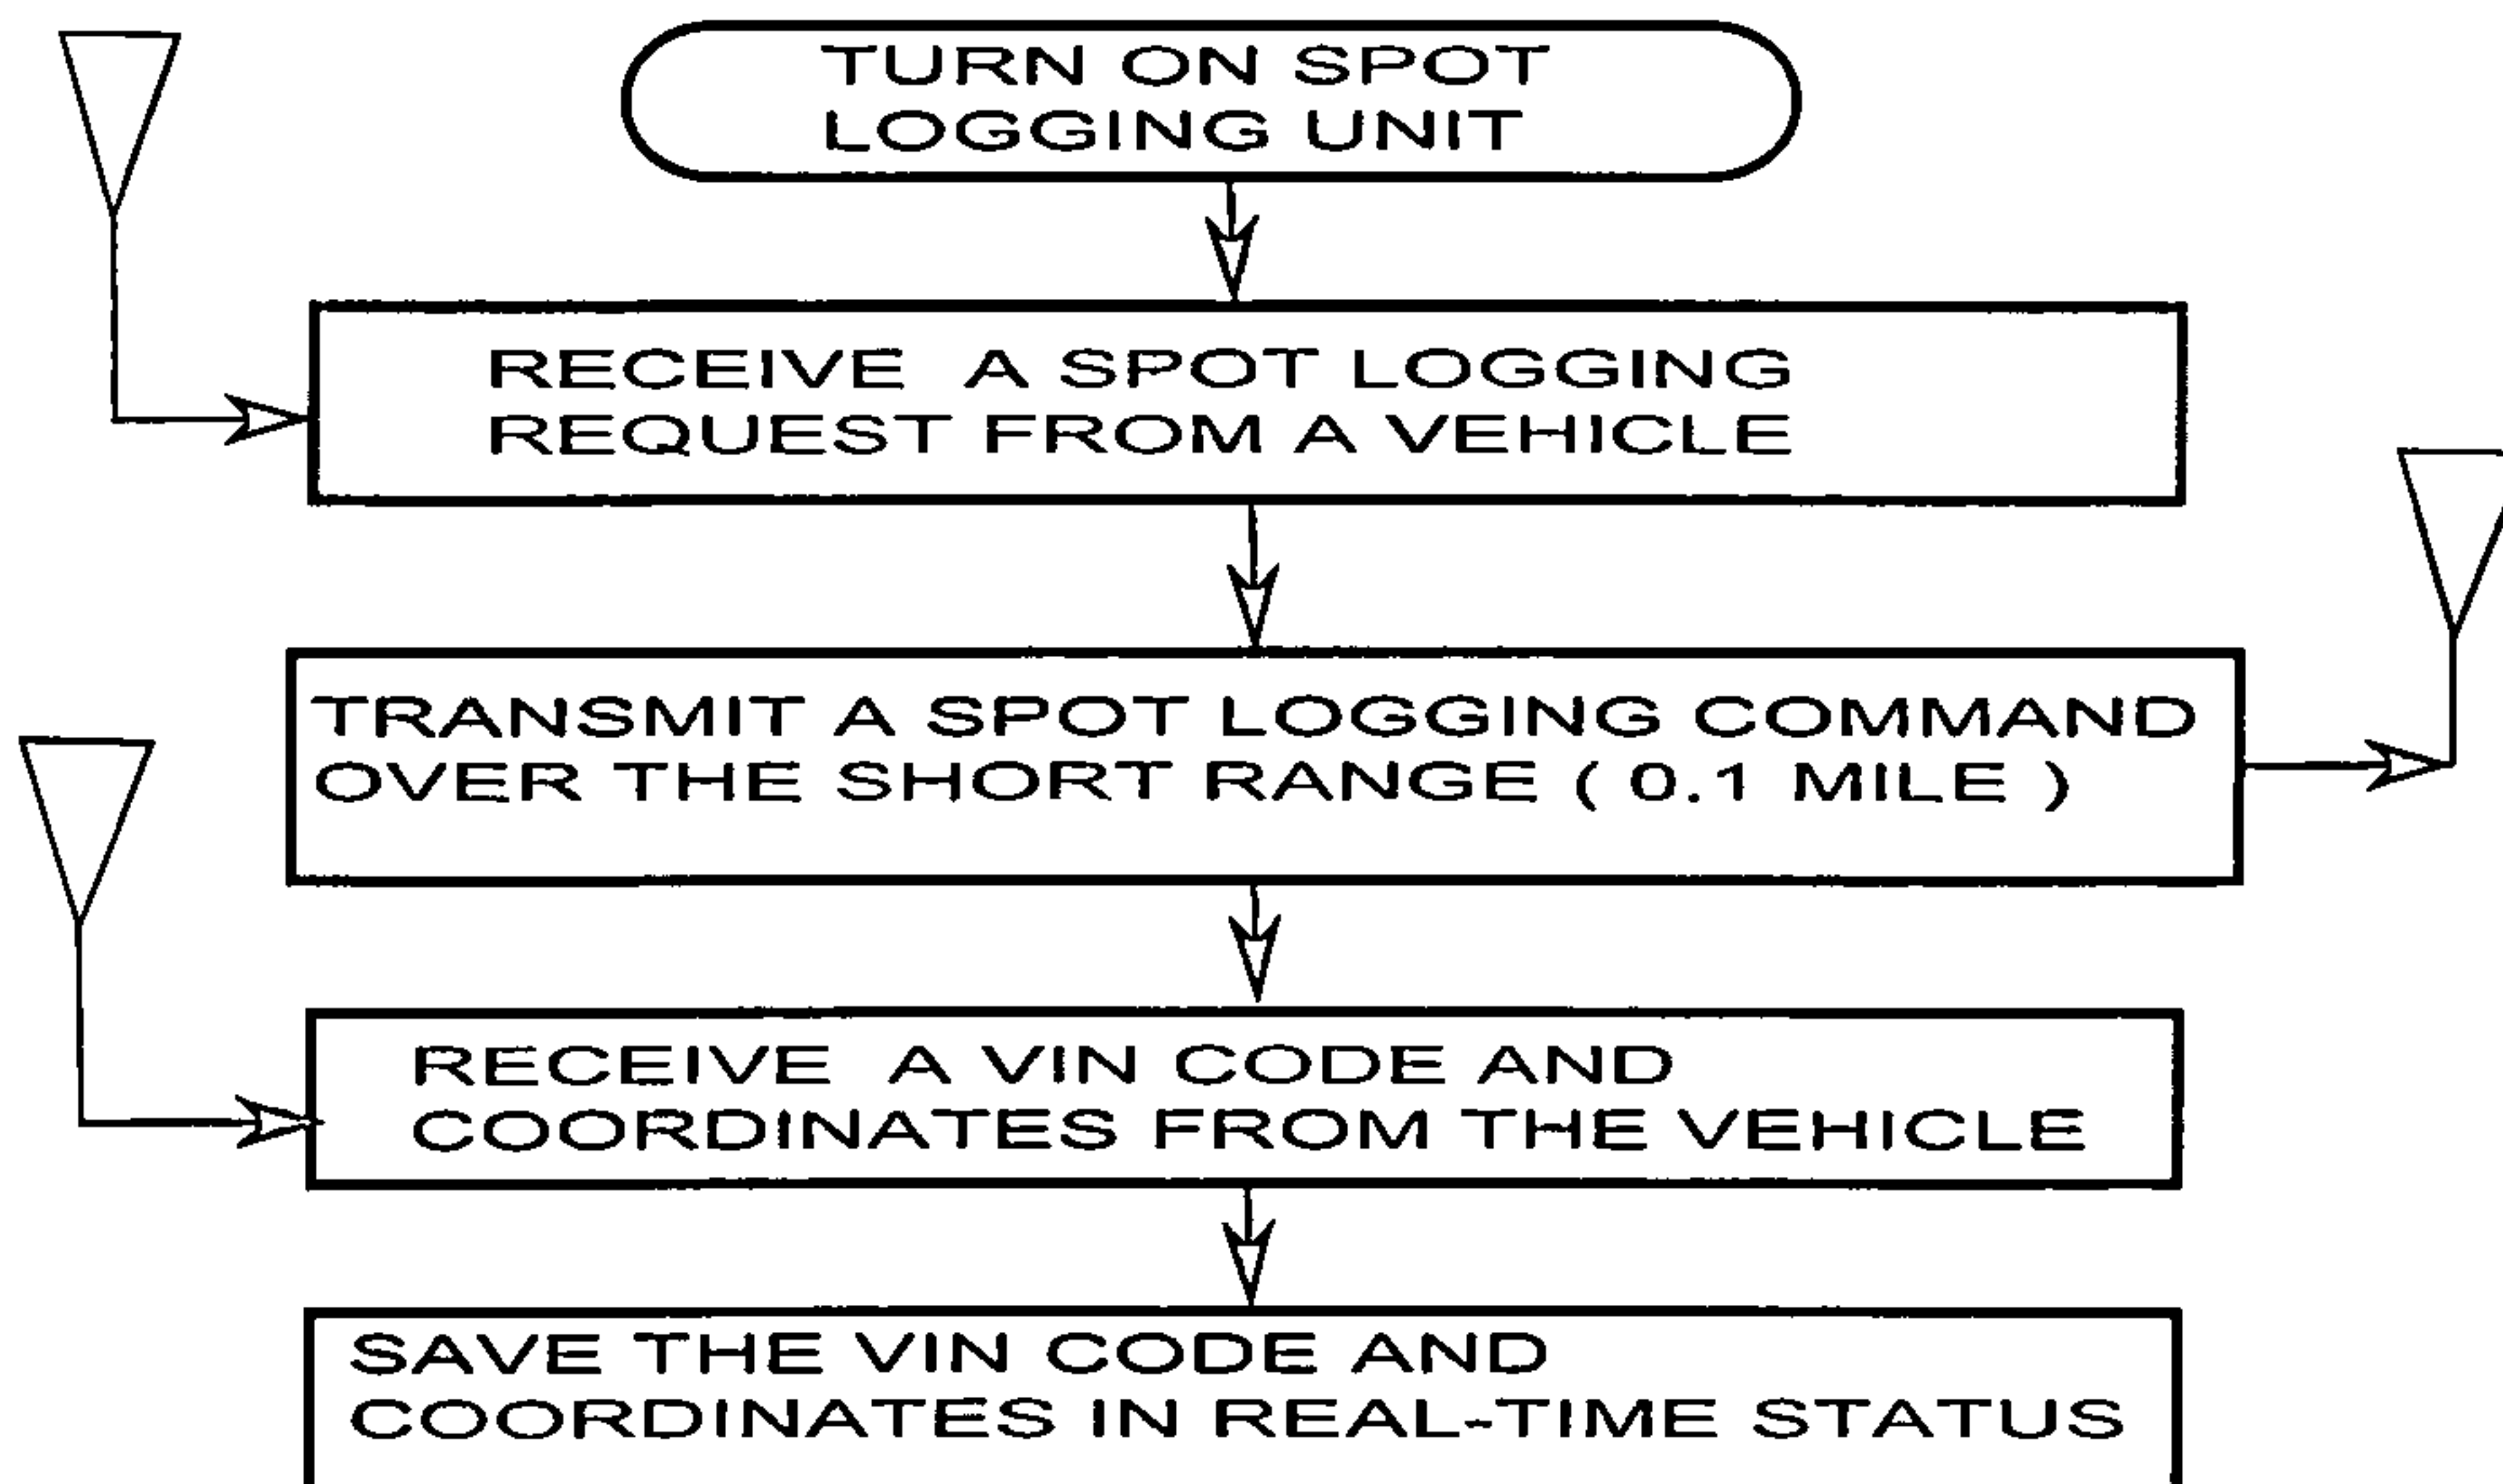 TURN ON SPOT
LOGGING UNIT
RECEIVE A SPOT LOGGING
REQUEST FROM A VEHICLE
TRANSMIT A SPOT LOGGING COMMAND
OVER THE SHORT RANGE ( 0.1 MILE )
RECEIVE A VIN CODE AND
COORDINATES FROM THE VEHICLE
SAVE THE VIN CODE AND
COORDINATES IN REAL-TIME STATUS